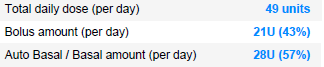 Total daily dose (per day) 49 units
Bolus amount (per day) 21U (43%)
Auto Basal / Basal amount (per day) 28U (57%)